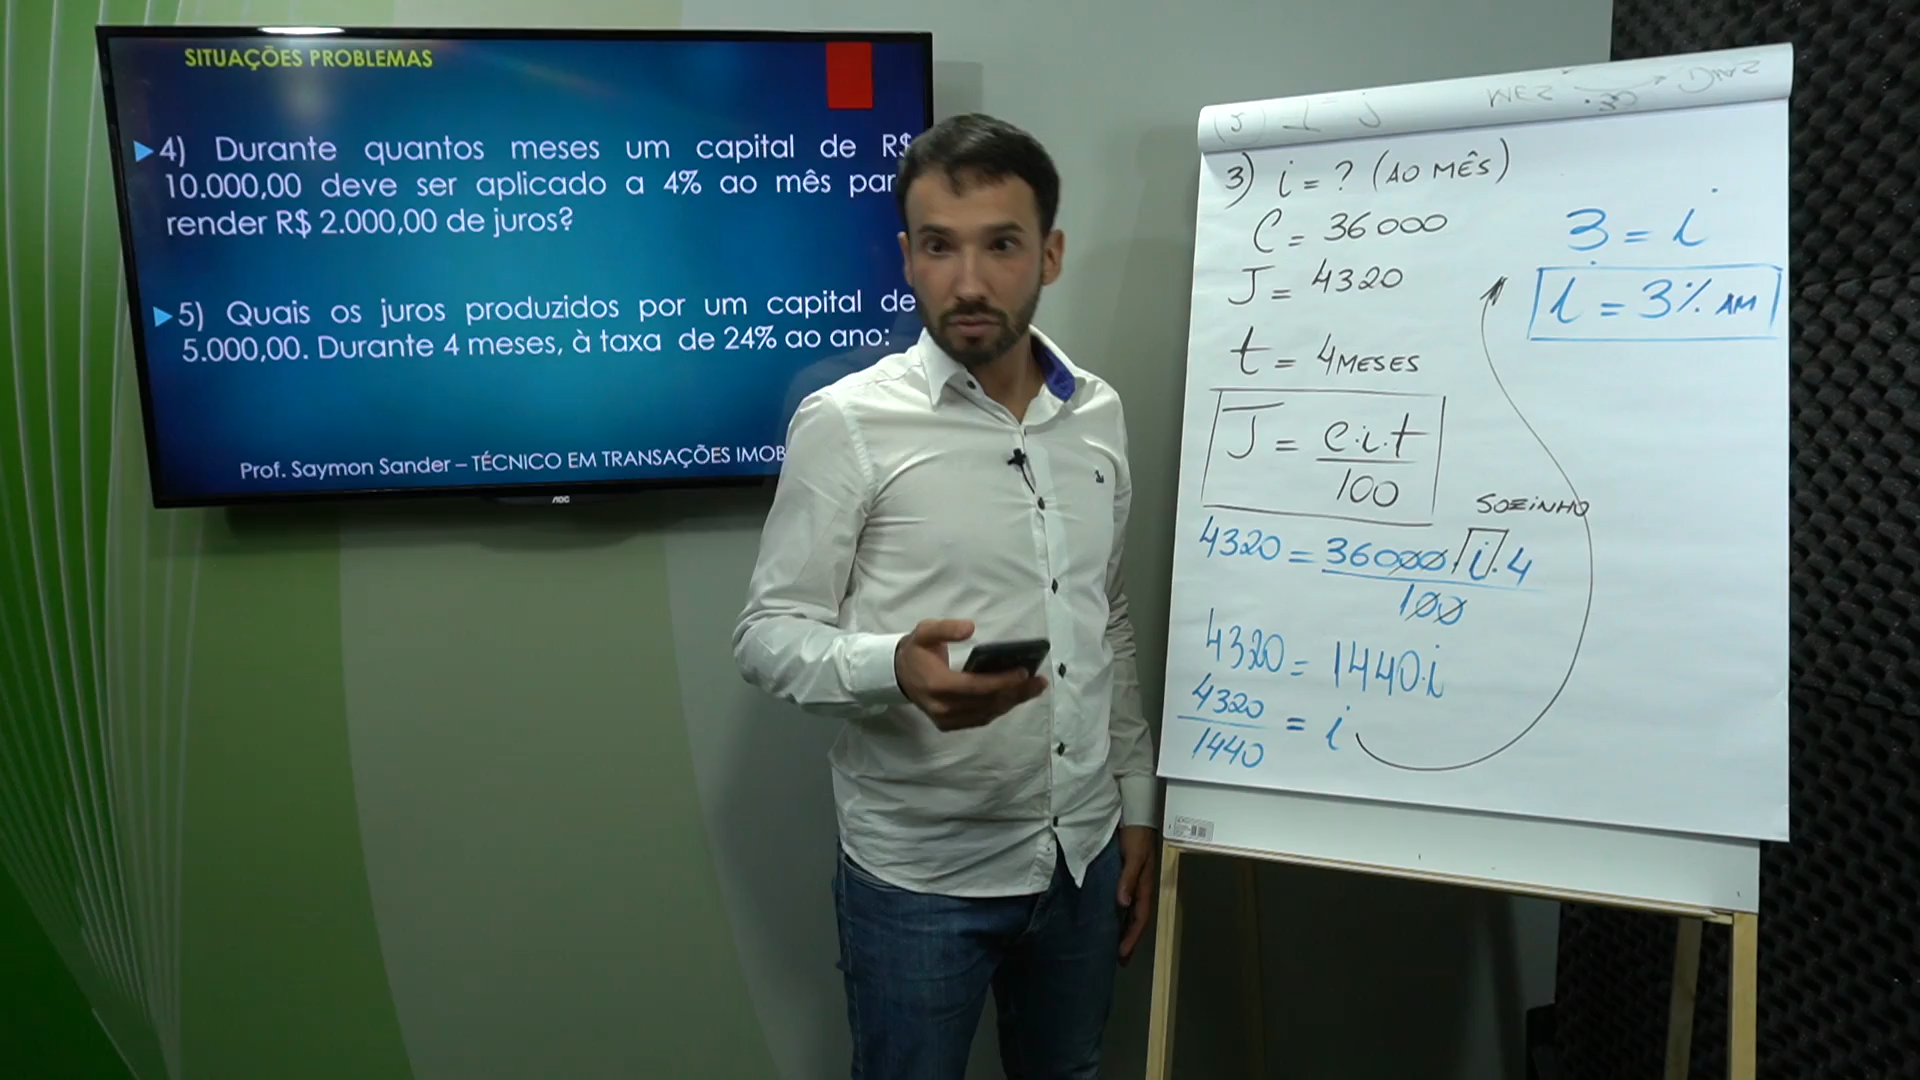 SITUAÇÕES PROBLEMAS
4) Durante quantos meses um capital de R$
10.000,00 deve ser aplicado a 4% ao mês par
render R$ 2.000,00 de juros?
5) Quais os juros produzidos por um capital de
5.000,00. Durante 4 meses, à taxa de 24% ao ano:
Prof. Saymon Sander – TÉCNICO EM TRANSAÇÕES IMOB
AOC
3) i = ? (AO MÊS)
C = 36000
J = 4320
t = 4 MESES
J = C.i.t
100
SOZINHO
4320 = 36000.i.4
100
4320 = 1440.i
4320
1440
= i
3 = i
i = 3% AM